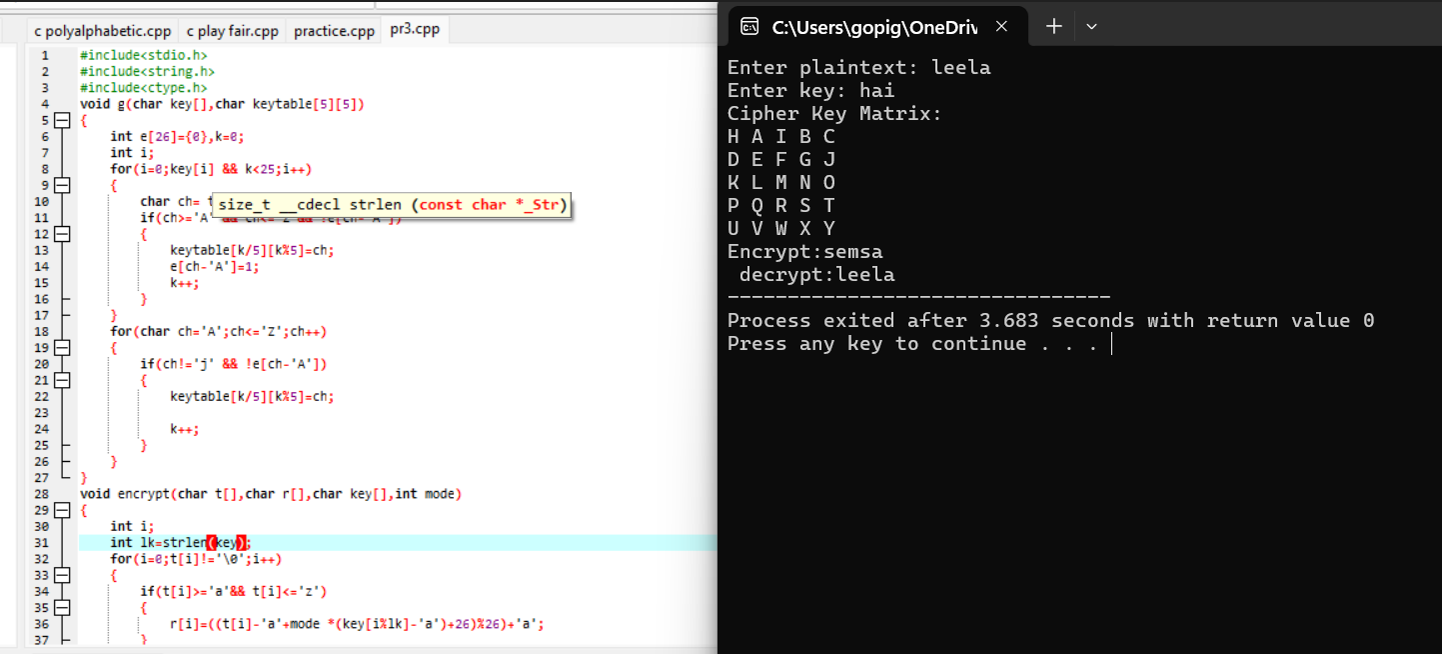 c polyalphabetic.cpp c play fair.cpp practice.cpp pr3.cpp
1 #include<stdio.h>
2 #include<string.h>
3 #include<ctype.h>
4 void g(char key[],char keytable[5][5])
5 {
6 int e[26]={0},k=0;
7 int i;
8 for(i=0;key[i] && k<25;i++)
9 {
10 char ch=
size_t __cdecl strlen (const char *_Str)
11 if(ch>='A'
12 {
13 keytable[k/5][k%5]=ch;
14 e[ch-'A']=1;
15 k++;
16 }
17 }
18 for(char ch='A';ch<='Z';ch++)
19 {
20 if(ch!='j' && !e[ch-'A'])
21 {
22 keytable[k/5][k%5]=ch;
23
24 k++;
25 }
26 }
27 }
28 void encrypt(char t[],char r[],char key[],int mode)
29 {
30 int i;
31 int lk=strlen(key);
32 for(i=0;t[i]!='\0';i++)
33 {
34 if(t[i]>='a'&& t[i]<='z')
35 {
36 r[i]=((t[i]-'a'+mode *(key[i%lk]-'a')+26)%26)+'a';
37 }
C:\Users\gopig\OneDriv
Enter plaintext: leela
Enter key: hai
Cipher Key Matrix:
H A I B C
D E F G J
K L M N O
P Q R S T
U V W X Y
Encrypt:semsa
decrypt:leela
--------------------------------
Process exited after 3.683 seconds with return value 0
Press any key to continue . . .